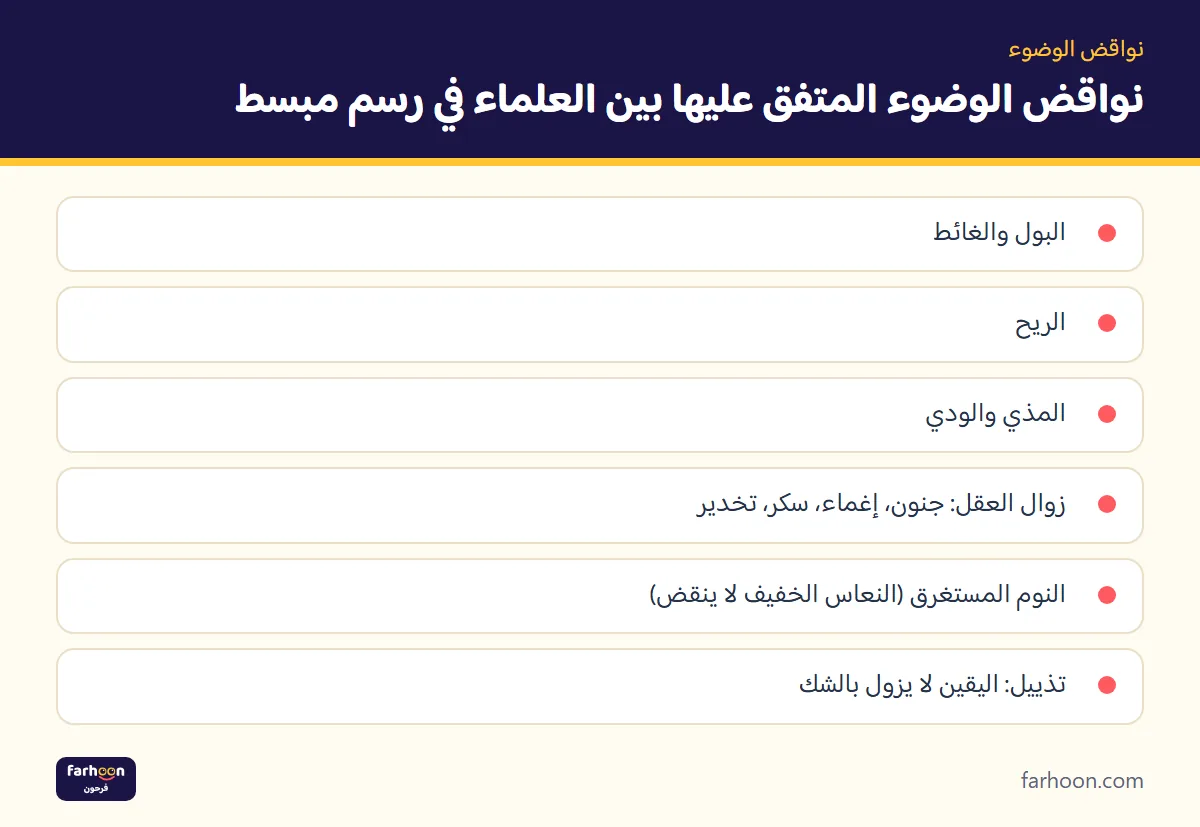 نواقض الوضوء
نواقض الوضوء المتفق عليها بين العلماء في رسم مبسط
البول والغائط
الريح
المذي والودي
زوال العقل: جنون، إغماء، سكر، تخدير
النوم المستغرق (النعاس الخفيف لا ينقض)
تذييل: اليقين لا يزول بالشك
farhoon.com
farhoon
فرحون